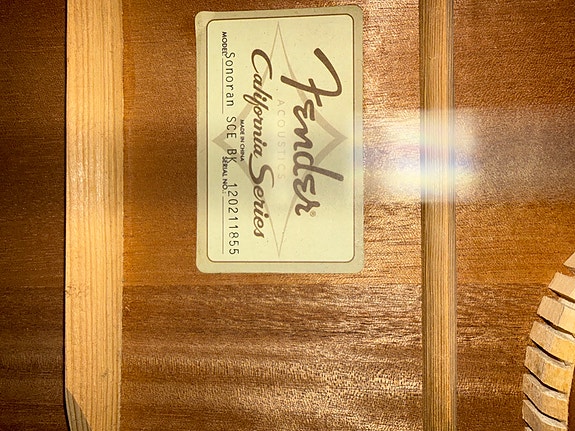 Fender®
ACOUSTICS
California Series
MADE IN CHINA
MODEL Sonoran SCE BK SERIAL NO. 120211855